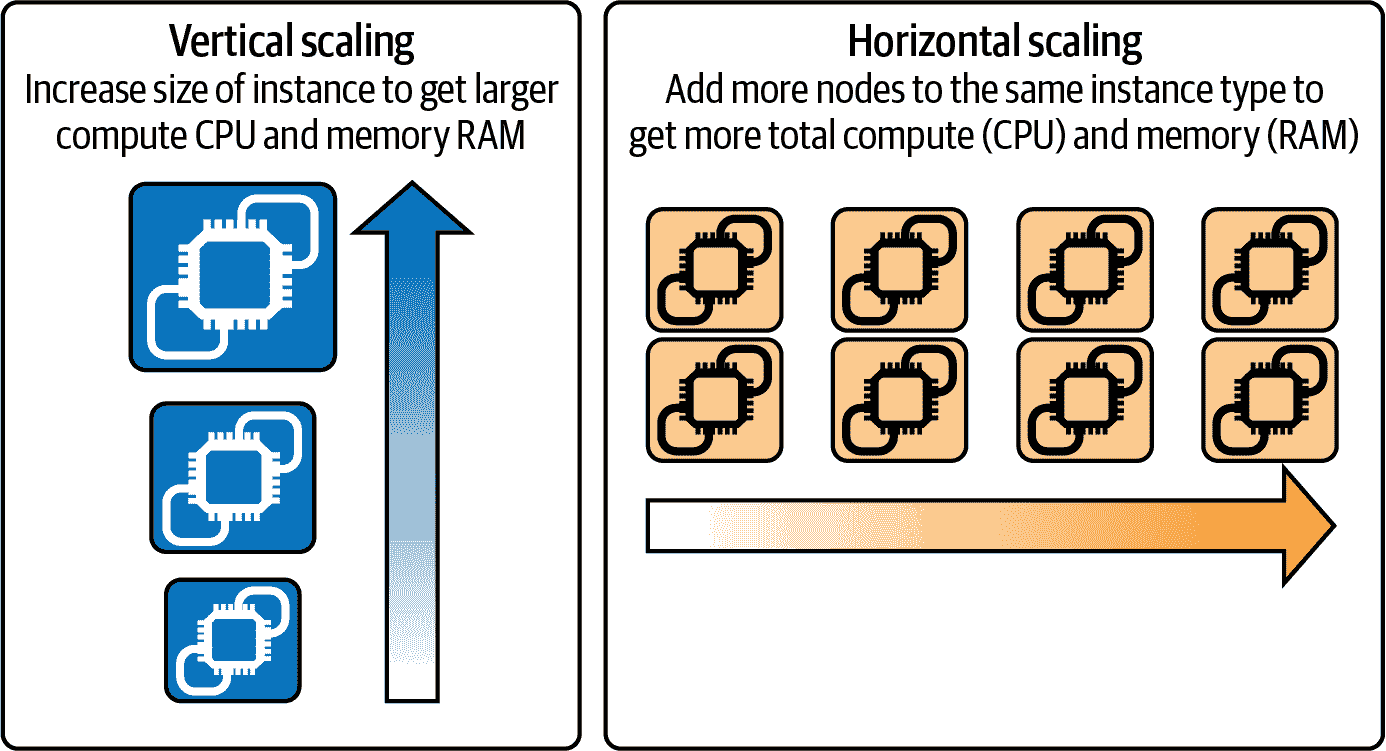 Vertical scaling
Increase size of instance to get larger
compute CPU and memory RAM
Horizontal scaling
Add more nodes to the same instance type to
get more total compute (CPU) and memory (RAM)